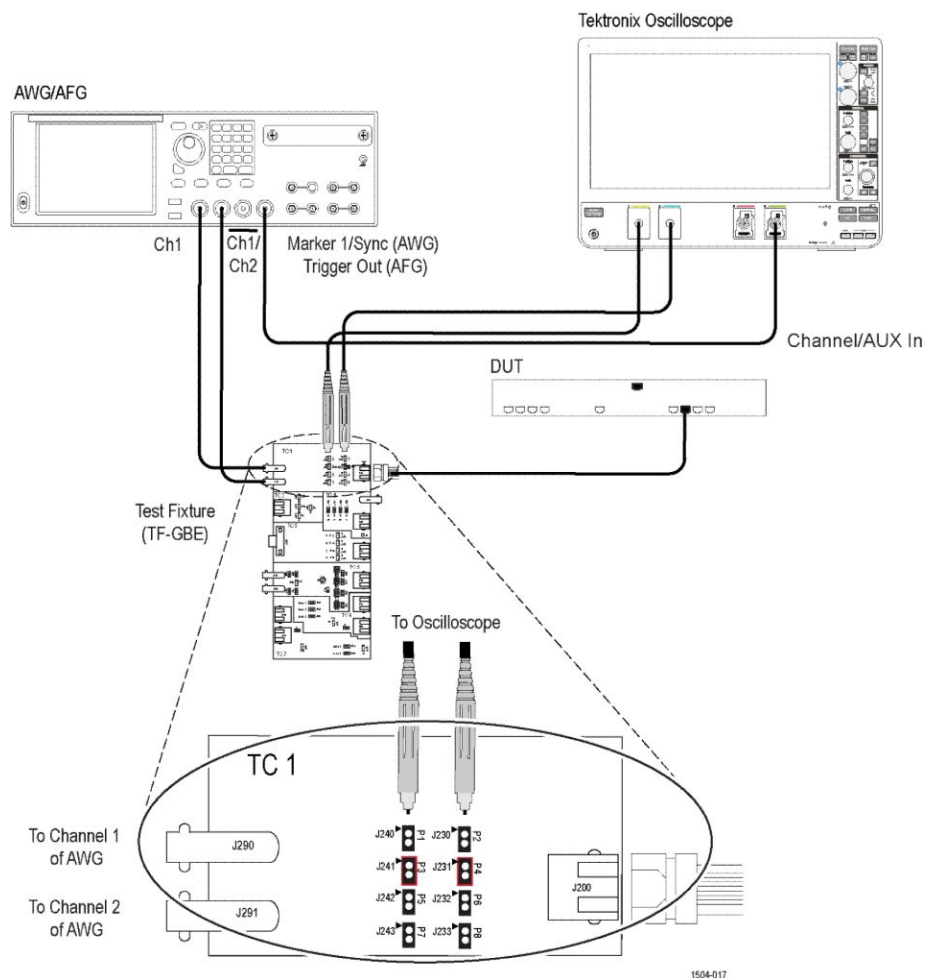 Tektronix Oscilloscope
AWG/AFG
Ch1
Ch1/
Ch2
Marker 1/Sync (AWG)
Trigger Out (AFG)
Channel/AUX In
DUT
TC1
Test Fixture
(TF-GBE)
To Oscilloscope
TC 1
To Channel 1
of AWG
J290
J240
P1
J230
P2
J241
P3
J231
P4
J200
To Channel 2
of AWG
J291
J242
P5
J232
P6
J243
P7
J233
P8
1504-017